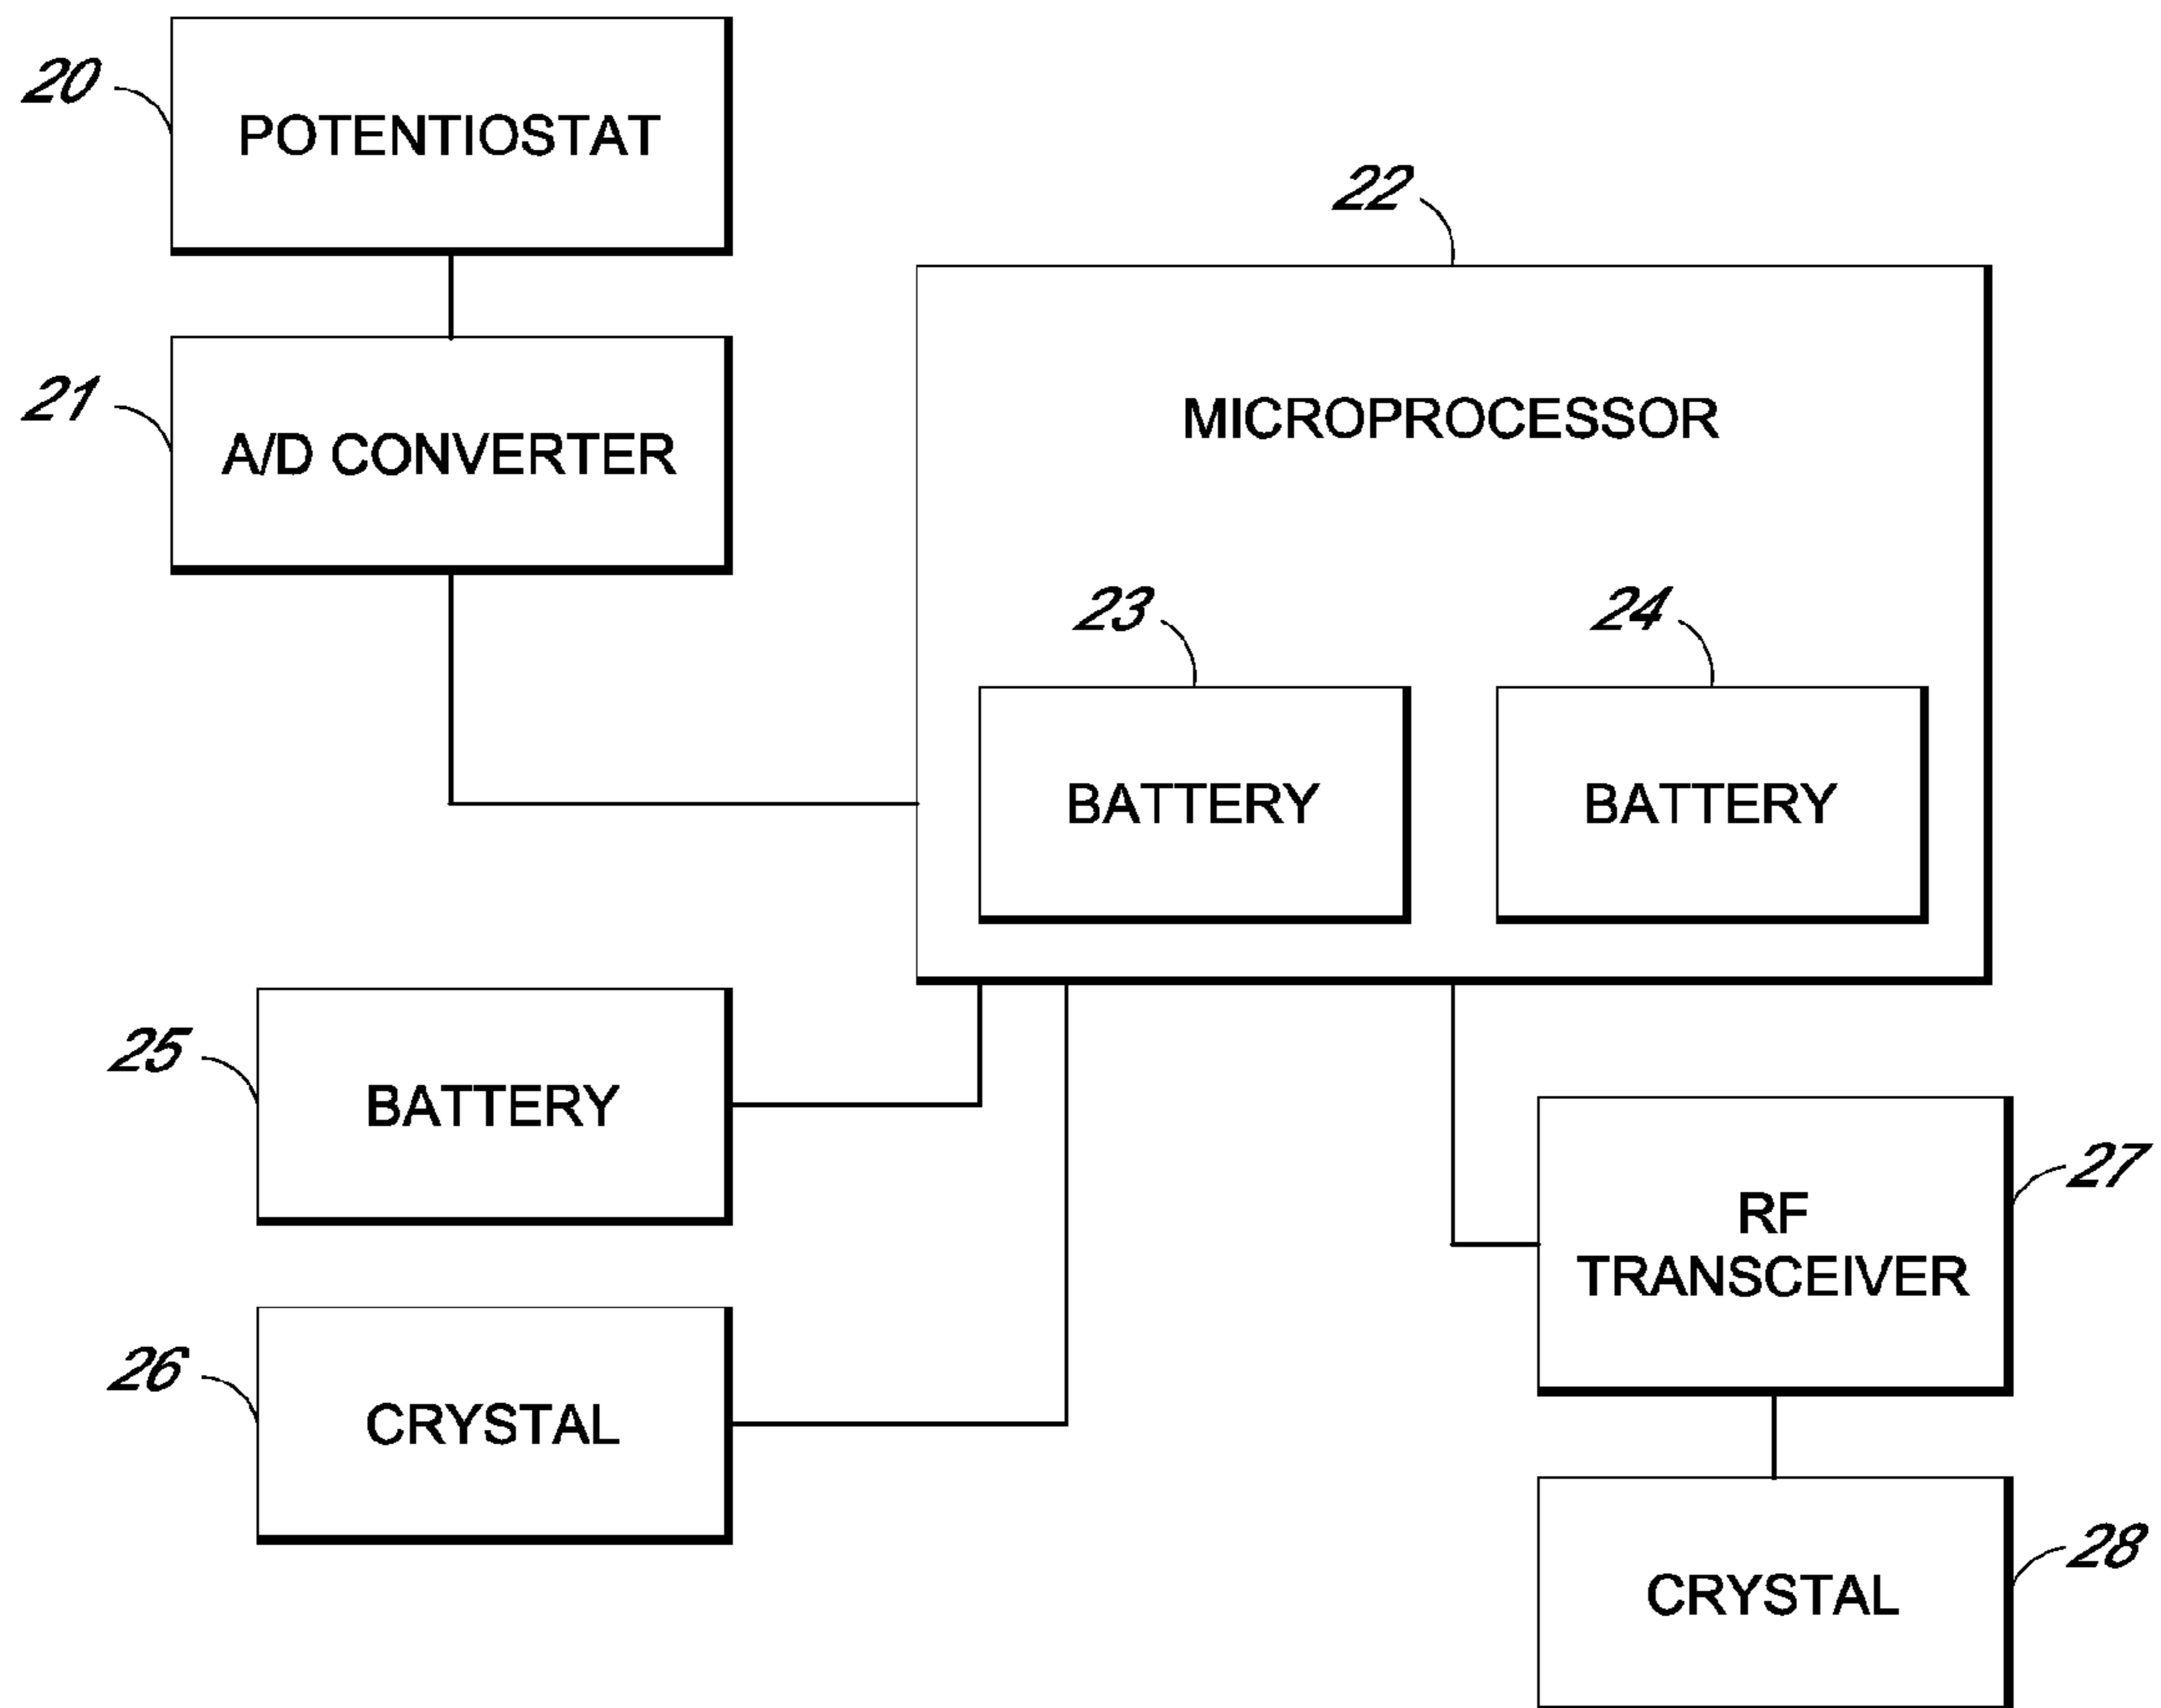 20
POTENTIOSTAT
22
21
A/D CONVERTER
MICROPROCESSOR
23
24
BATTERY
BATTERY
25
BATTERY
27
RF
TRANSCEIVER
26
CRYSTAL
28
CRYSTAL